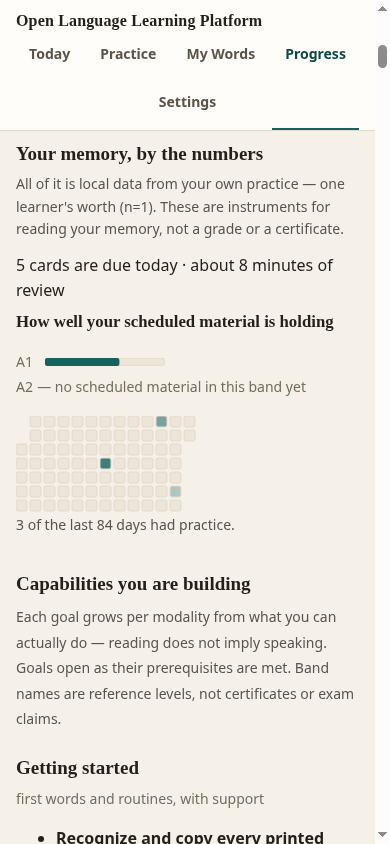 Open Language Learning Platform
Today Practice My Words Progress
Settings
Your memory, by the numbers
All of it is local data from your own practice — one
learner's worth (n=1). These are instruments for
reading your memory, not a grade or a certificate.
5 cards are due today · about 8 minutes of
review
How well your scheduled material is holding
A1
A2 — no scheduled material in this band yet
3 of the last 84 days had practice.
Capabilities you are building
Each goal grows per modality from what you can
actually do — reading does not imply speaking.
Goals open as their prerequisites are met. Band
names are reference levels, not certificates or exam
claims.
Getting started
first words and routines, with support
• Recognize and copy every printed